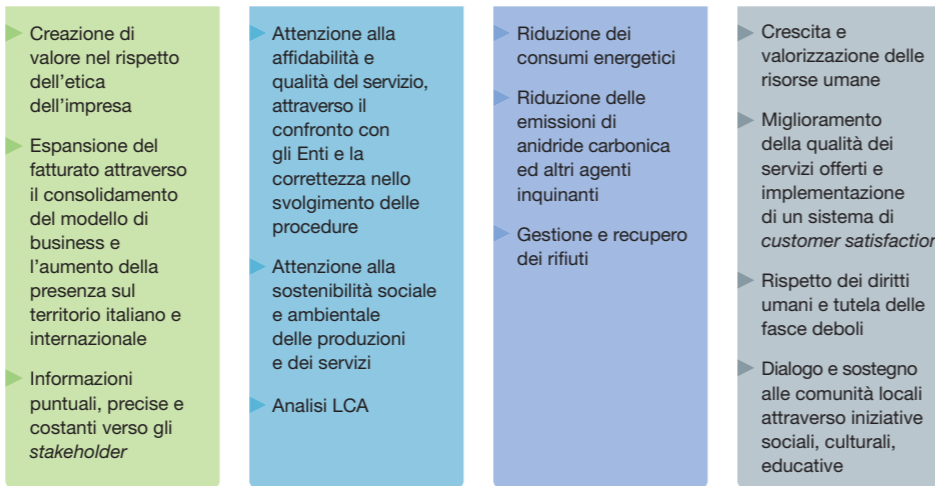 Creazione di
valore nel rispetto
dell'etica
dell'impresa
Espansione del
fatturato attraverso
il consolidamento
del modello di
business e
l'aumento della
presenza sul
territorio italiano e
internazionale
Informazioni
puntuali, precise e
costanti verso gli
stakeholder
Attenzione alla
affidabilità e
qualità del servizio,
attraverso il
confronto con
gli Enti e la
correttezza nello
svolgimento delle
procedure
Attenzione alla
sostenibilità sociale
e ambientale
delle produzioni
e dei servizi
Analisi LCA
Riduzione dei
consumi energetici
Riduzione delle
emissioni di
anidride carbonica
ed altri agenti
inquinanti
Gestione e recupero
dei rifiuti
Crescita e
valorizzazione delle
risorse umane
Miglioramento
della qualità dei
servizi offerti e
implementazione
di un sistema di
customer satisfaction
Rispetto dei diritti
umani e tutela delle
fasce deboli
Dialogo e sostegno
alle comunità locali
attraverso iniziative
sociali, culturali,
educative